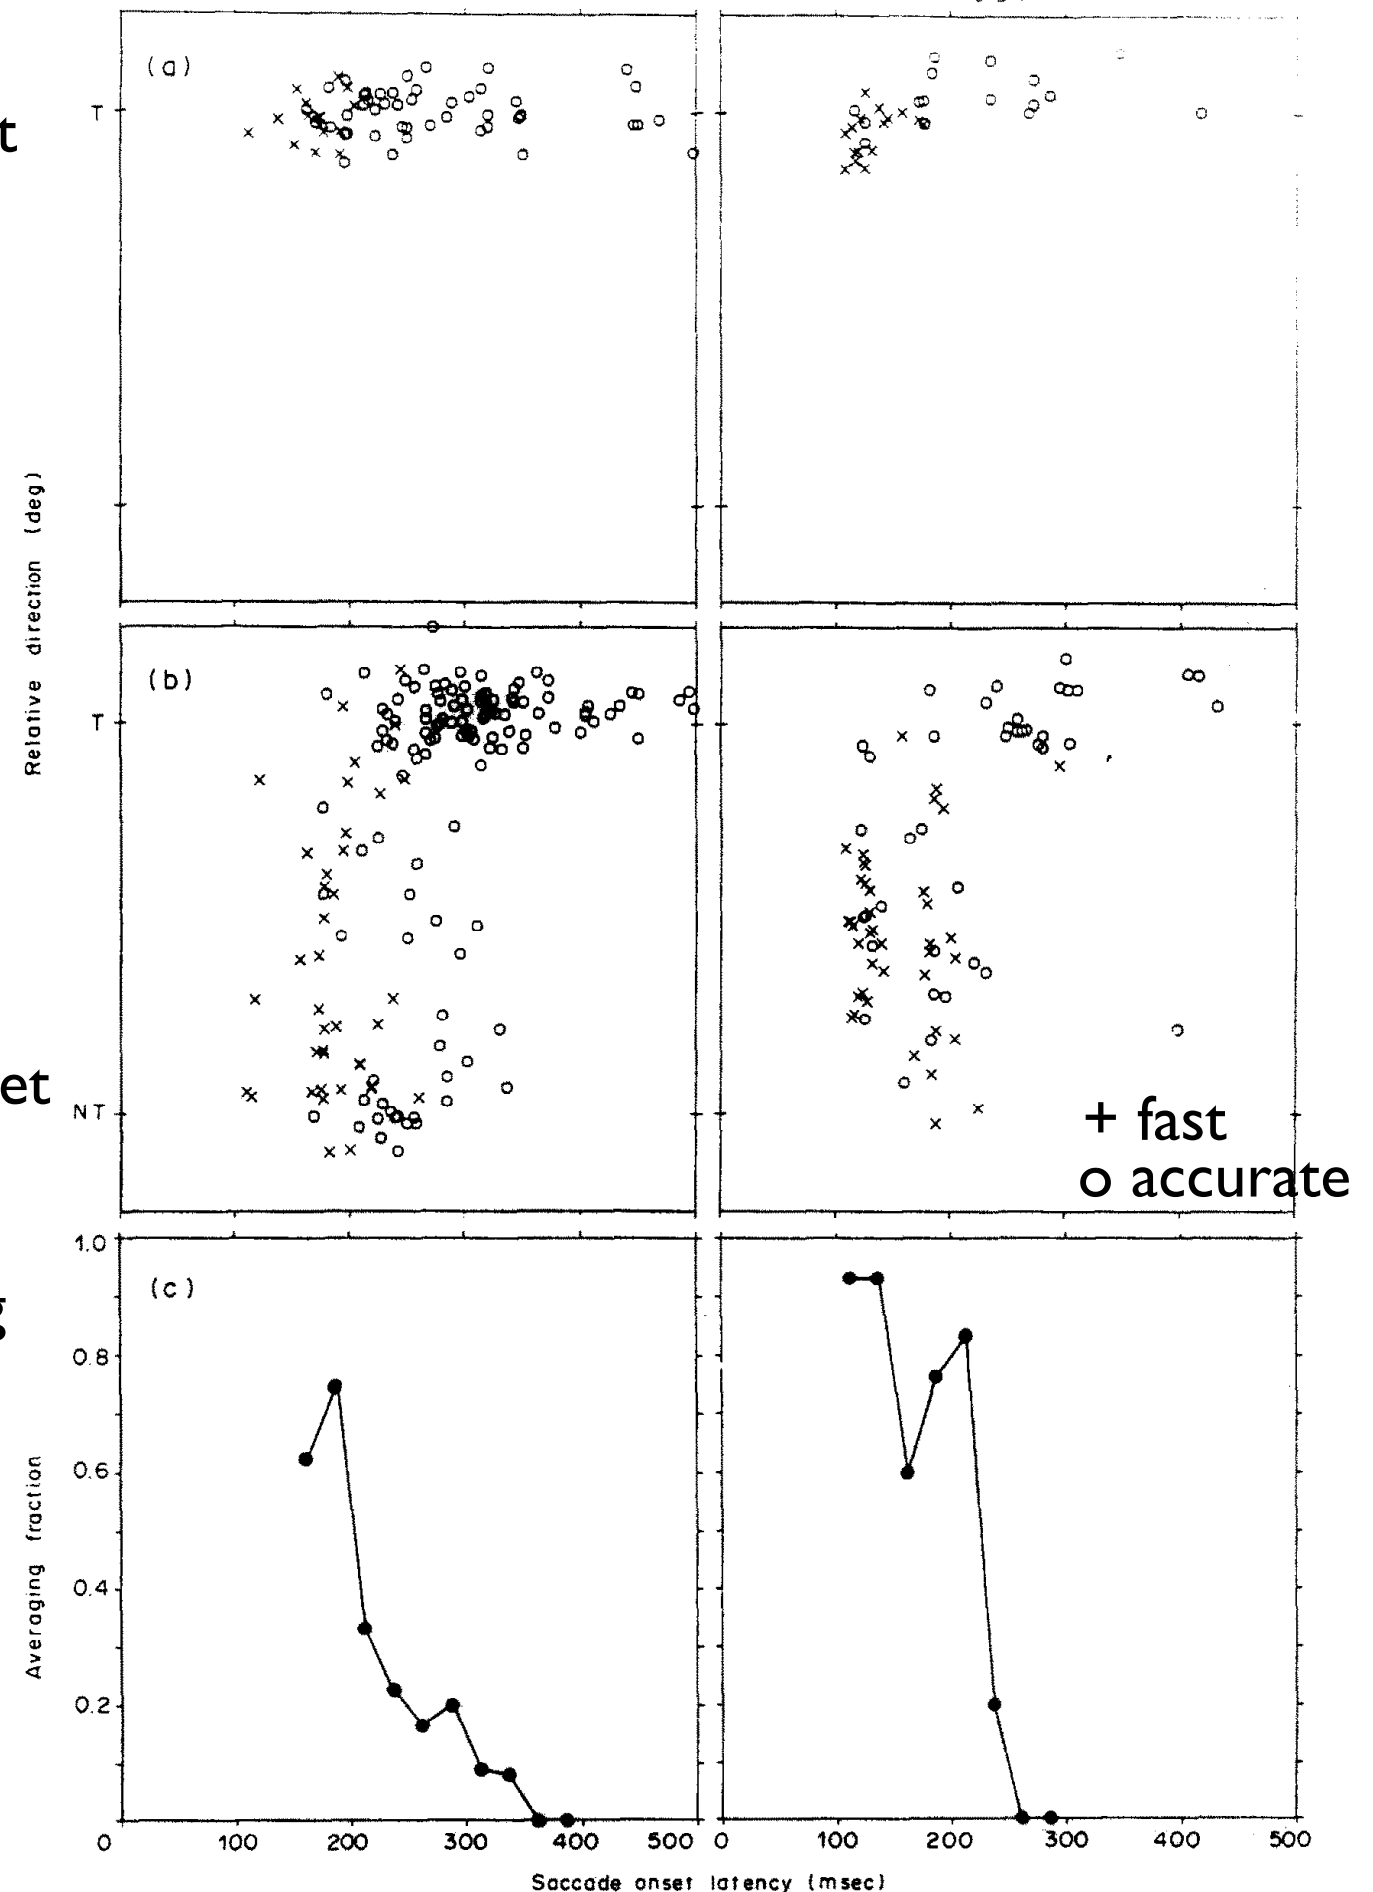 (a)
T
t
Relative direction (deg)
(b)
T
et
NT
+ fast
o accurate
1.0
(c)
g
0.8
0.6
0.4
0.2
Averaging fraction
0 100 200 300 400 500 0 100 200 300 400 500
Saccade onset latency (msec)